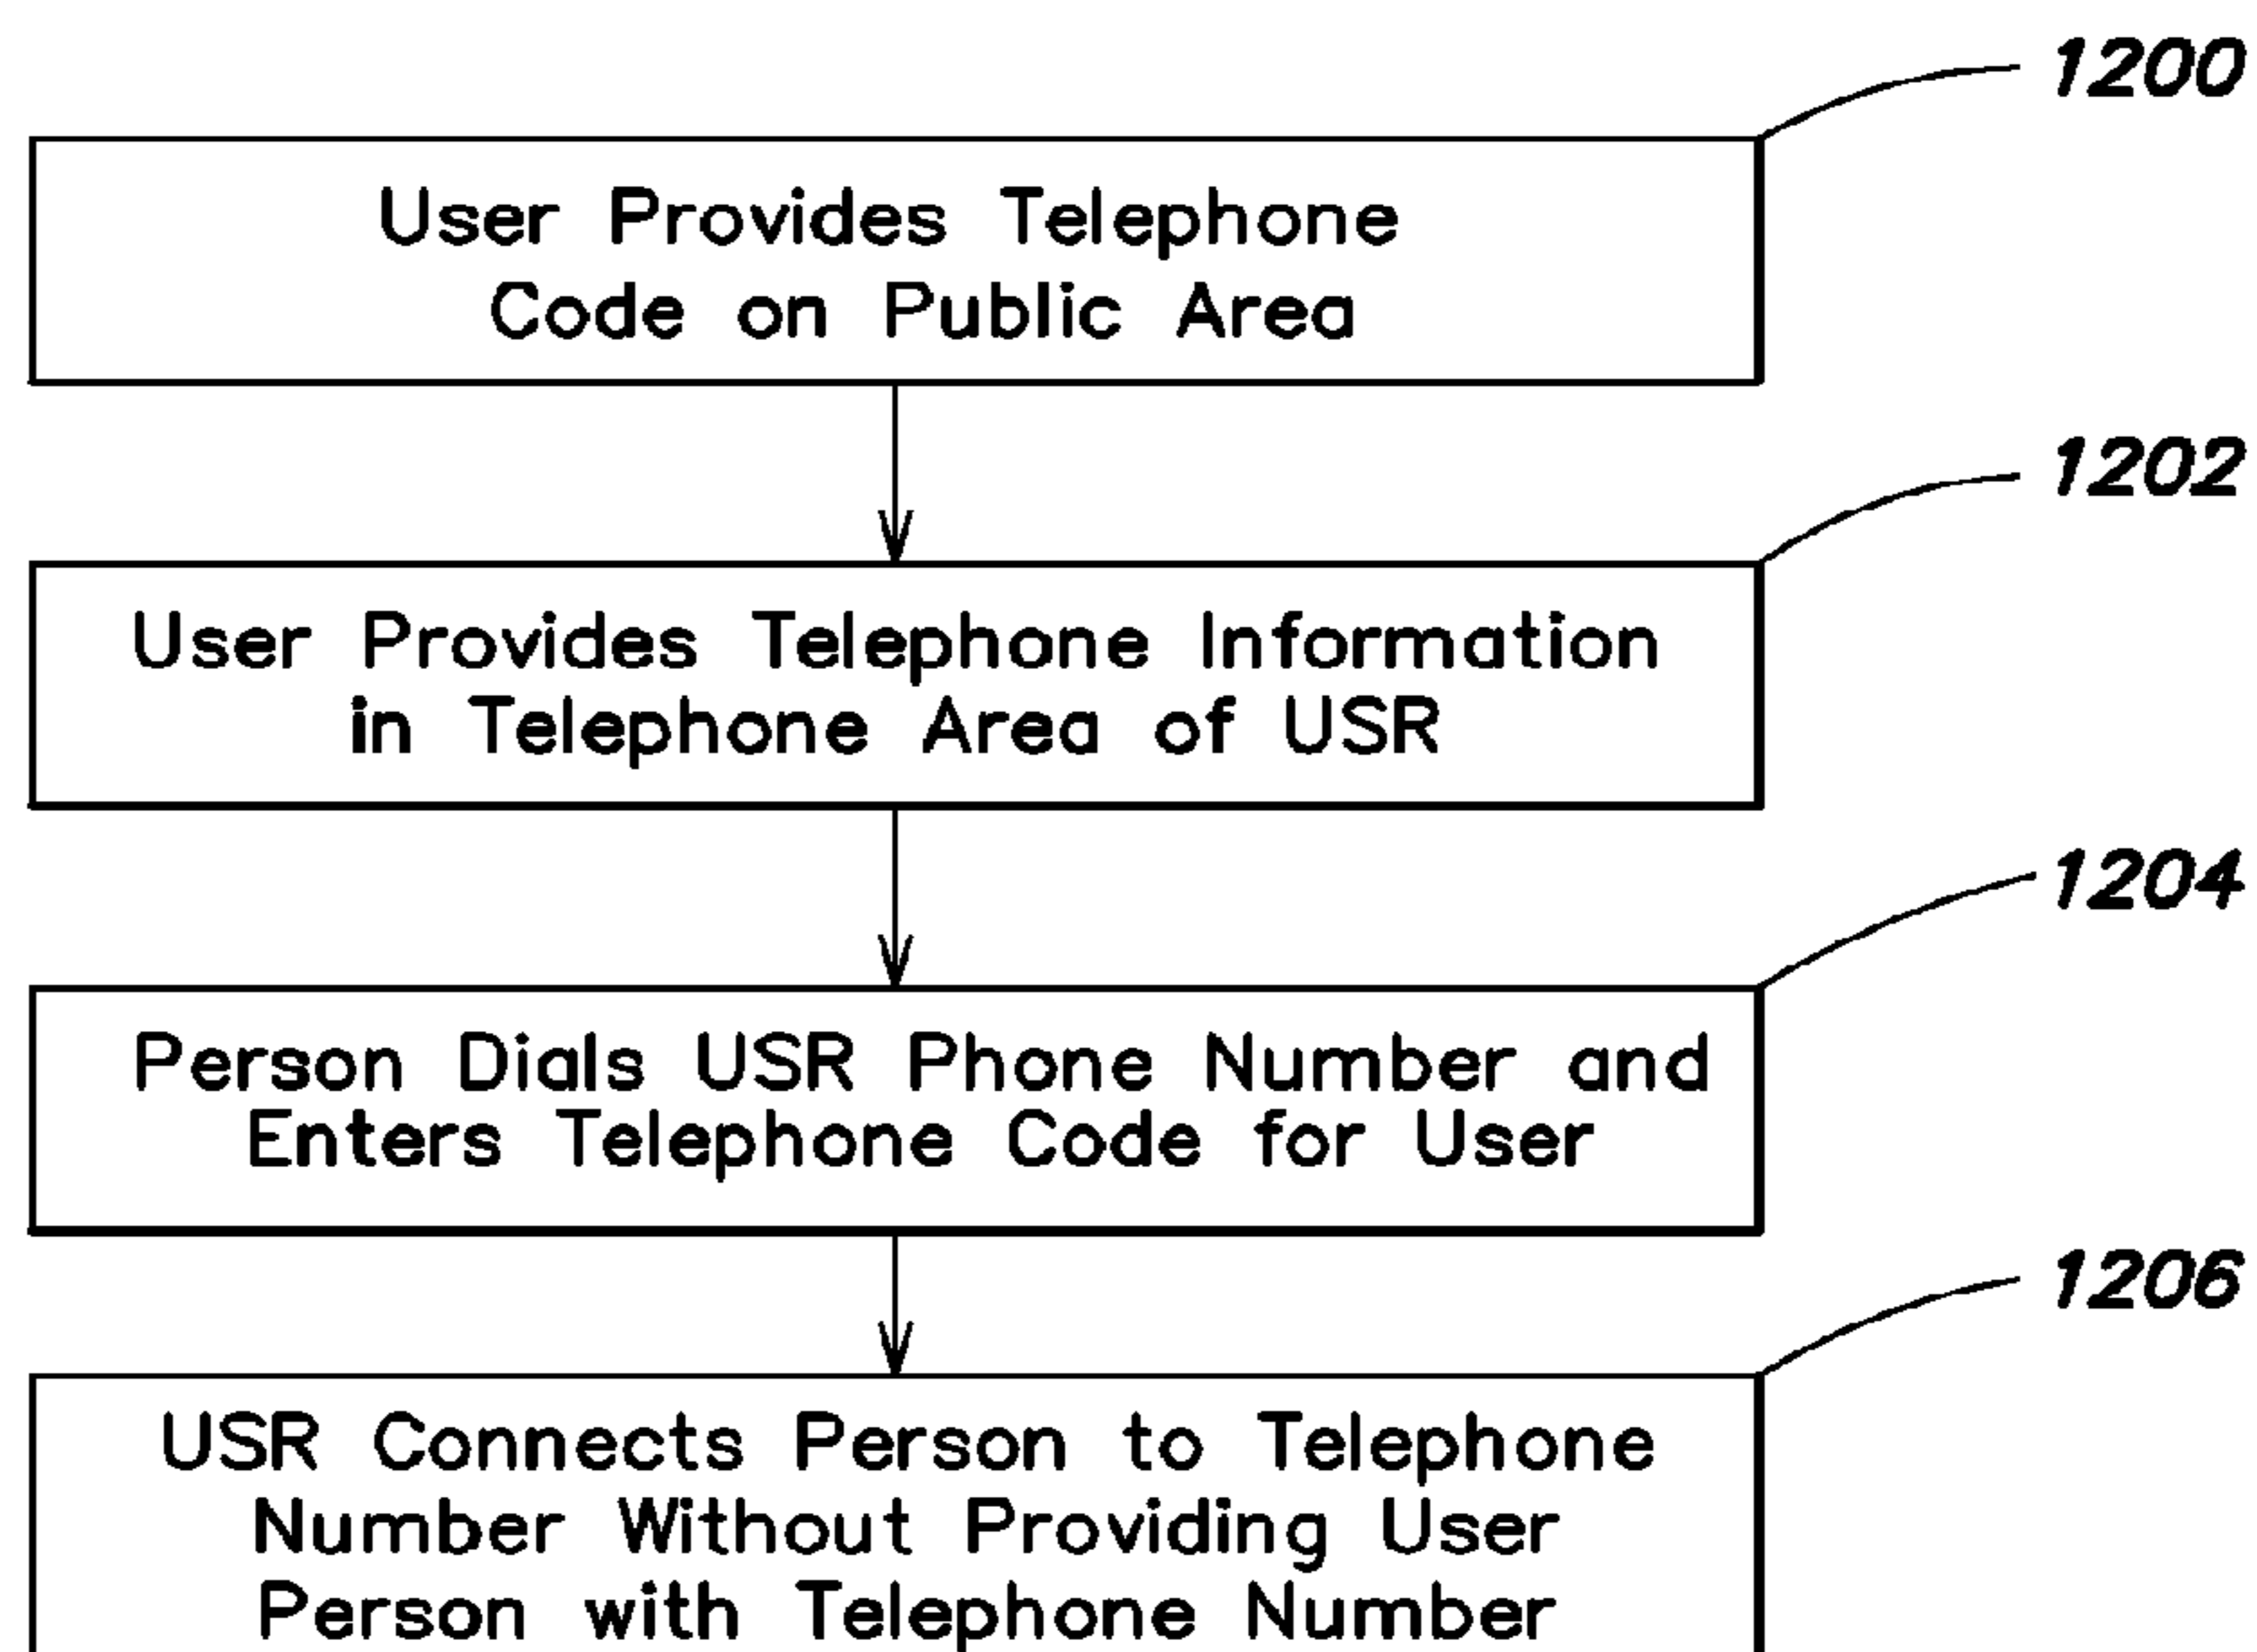 1200
User Provides Telephone
Code on Public Area
1202
User Provides Telephone Information
in Telephone Area of USR
1204
Person Dials USR Phone Number and
Enters Telephone Code for User
1206
USR Connects Person to Telephone
Number Without Providing User
Person with Telephone Number